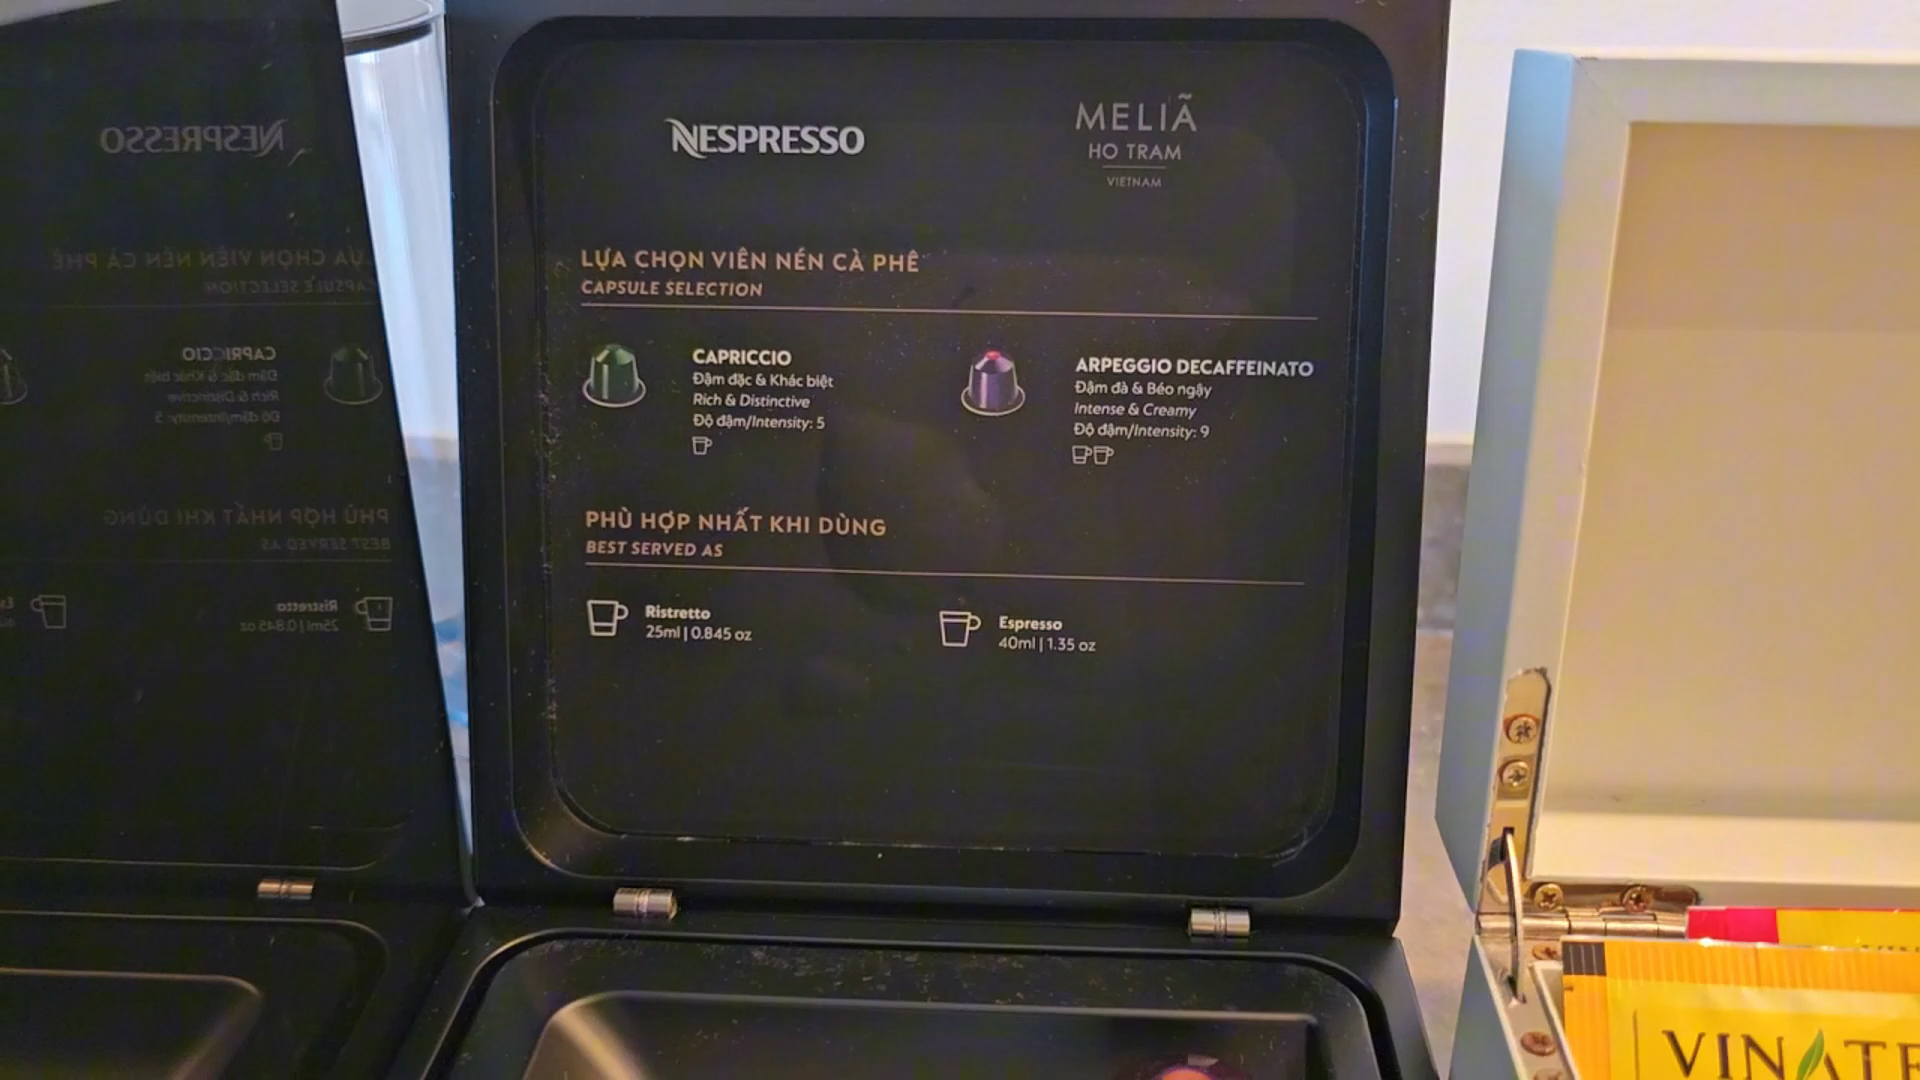 NESPRESSO
MELIÃ
HO TRAM
VIETNAM
LỰA CHỌN VIÊN NÉN CÀ PHÊ
CAPSULE SELECTION
CAPRICCIO
Đậm đặc & Khác biệt
Rich & Distinctive
Độ đậm/Intensity: 5
ARPEGGIO DECAFFEINATO
Đậm đà & Béo ngậy
Intense & Creamy
Độ đậm/Intensity: 9
PHÙ HỢP NHẤT KHI DÙNG
BEST SERVED AS
Ristretto
25ml | 0.845 oz
Espresso
40ml | 1.35 oz